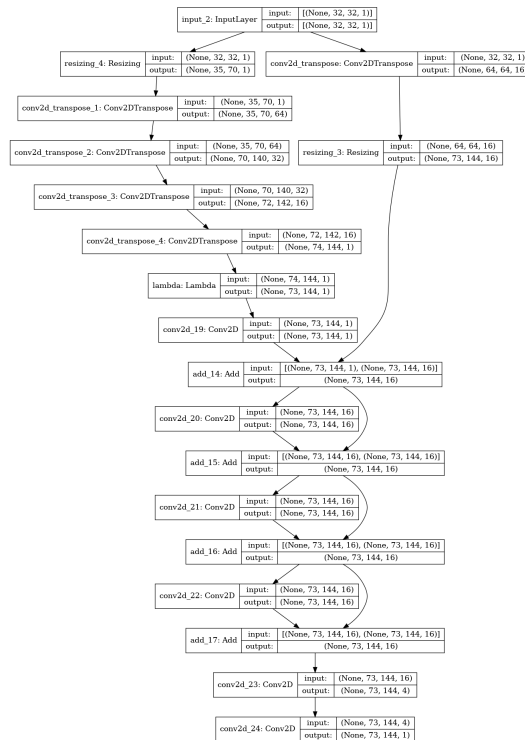 input_2: InputLayer input: [(None, 32, 32, 1)]
output: [(None, 32, 32, 1)]
resizing_4: Resizing input: (None, 32, 32, 1)
output: (None, 35, 70, 1)
conv2d_transpose: Conv2DTranspose input: (None, 32, 32, 1)
output: (None, 64, 64, 16
conv2d_transpose_1: Conv2DTranspose input: (None, 35, 70, 1)
output: (None, 35, 70, 64)
conv2d_transpose_2: Conv2DTranspose input: (None, 35, 70, 64)
output: (None, 70, 140, 32)
resizing_3: Resizing input: (None, 64, 64, 16)
output: (None, 73, 144, 16)
conv2d_transpose_3: Conv2DTranspose input: (None, 70, 140, 32)
output: (None, 72, 142, 16)
conv2d_transpose_4: Conv2DTranspose input: (None, 72, 142, 16)
output: (None, 74, 144, 1)
lambda: Lambda input: (None, 74, 144, 1)
output: (None, 73, 144, 1)
conv2d_19: Conv2D input: (None, 73, 144, 1)
output: (None, 73, 144, 1)
add_14: Add input: [(None, 73, 144, 1), (None, 73, 144, 16)]
output: (None, 73, 144, 16)
conv2d_20: Conv2D input: (None, 73, 144, 16)
output: (None, 73, 144, 16)
add_15: Add input: [(None, 73, 144, 16), (None, 73, 144, 16)]
output: (None, 73, 144, 16)
conv2d_21: Conv2D input: (None, 73, 144, 16)
output: (None, 73, 144, 16)
add_16: Add input: [(None, 73, 144, 16), (None, 73, 144, 16)]
output: (None, 73, 144, 16)
conv2d_22: Conv2D input: (None, 73, 144, 16)
output: (None, 73, 144, 16)
add_17: Add input: [(None, 73, 144, 16), (None, 73, 144, 16)]
output: (None, 73, 144, 16)
conv2d_23: Conv2D input: (None, 73, 144, 16)
output: (None, 73, 144, 4)
conv2d_24: Conv2D input: (None, 73, 144, 4)
output: (None, 73, 144, 1)